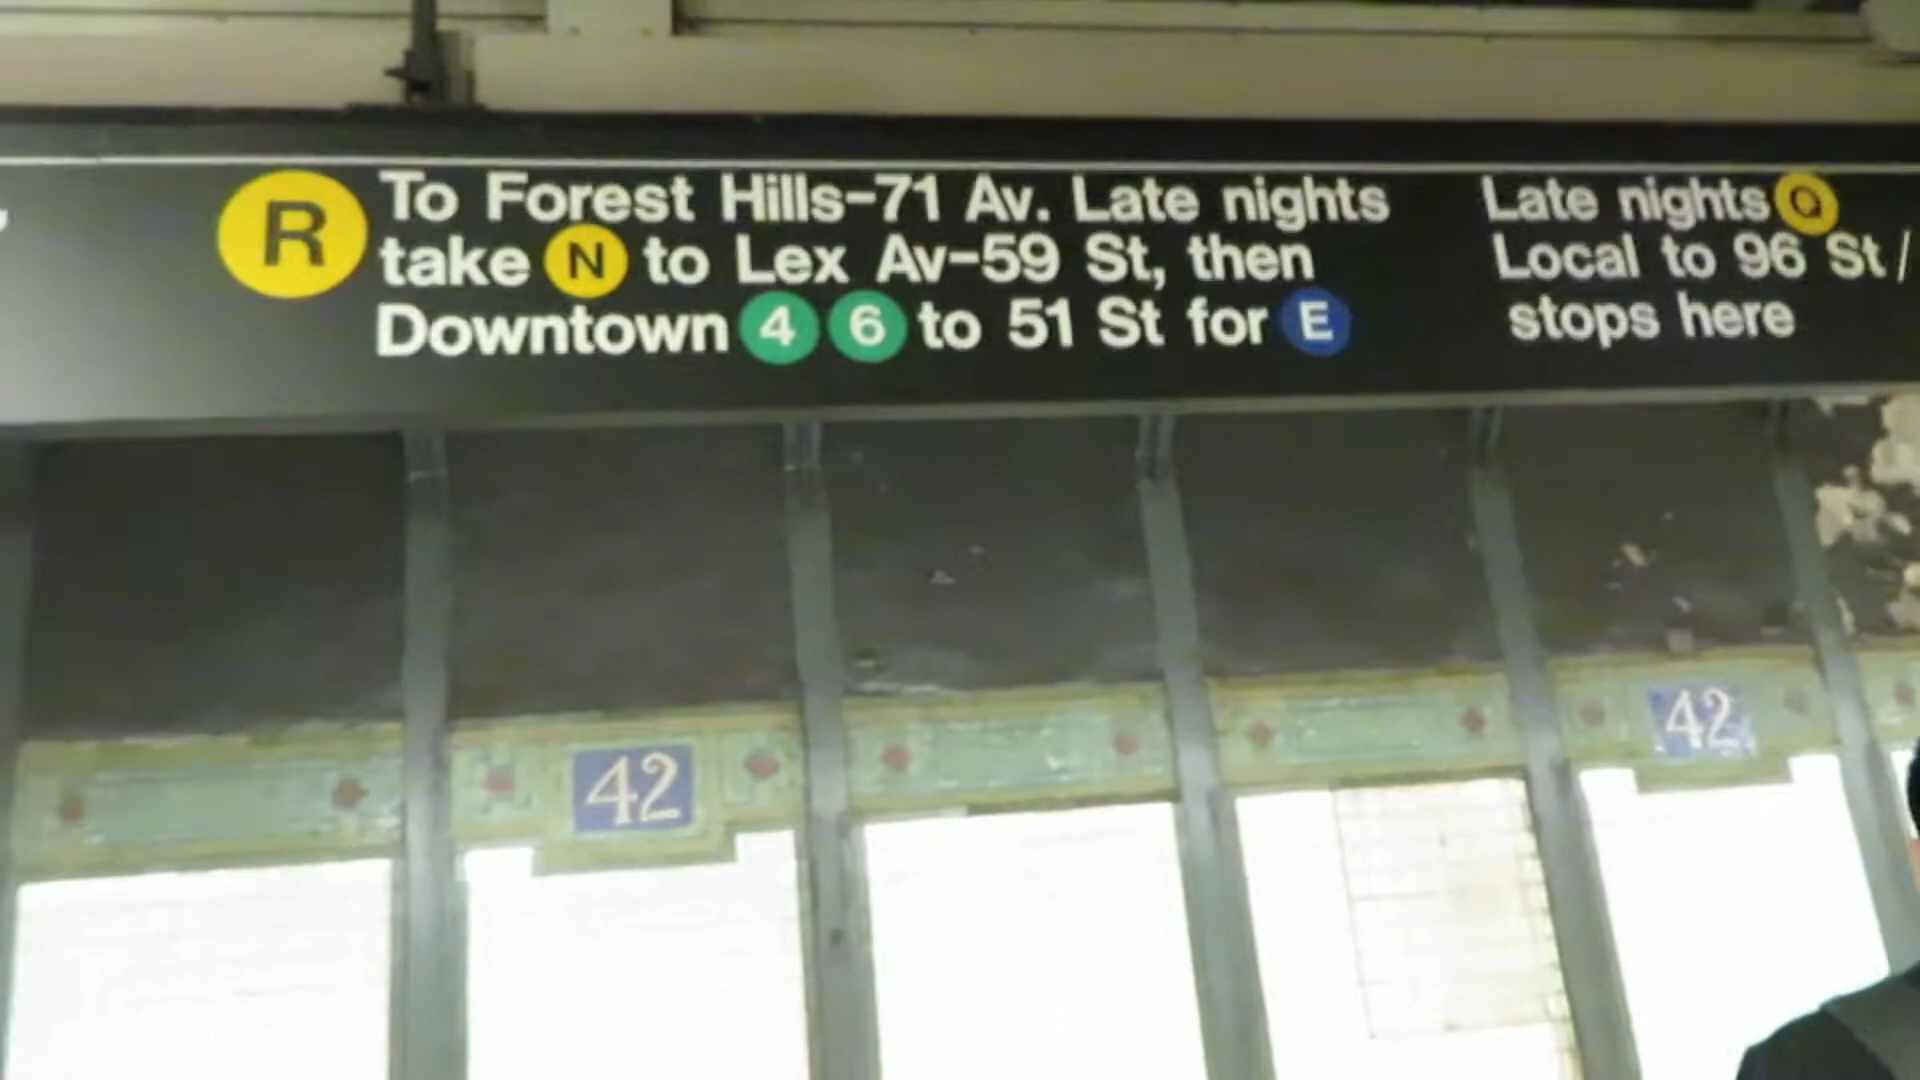 R To Forest Hills-71 Av. Late nights
take N to Lex Av-59 St, then
Downtown 4 6 to 51 St for E
Late nights Q
Local to 96 St /
stops here
42
42